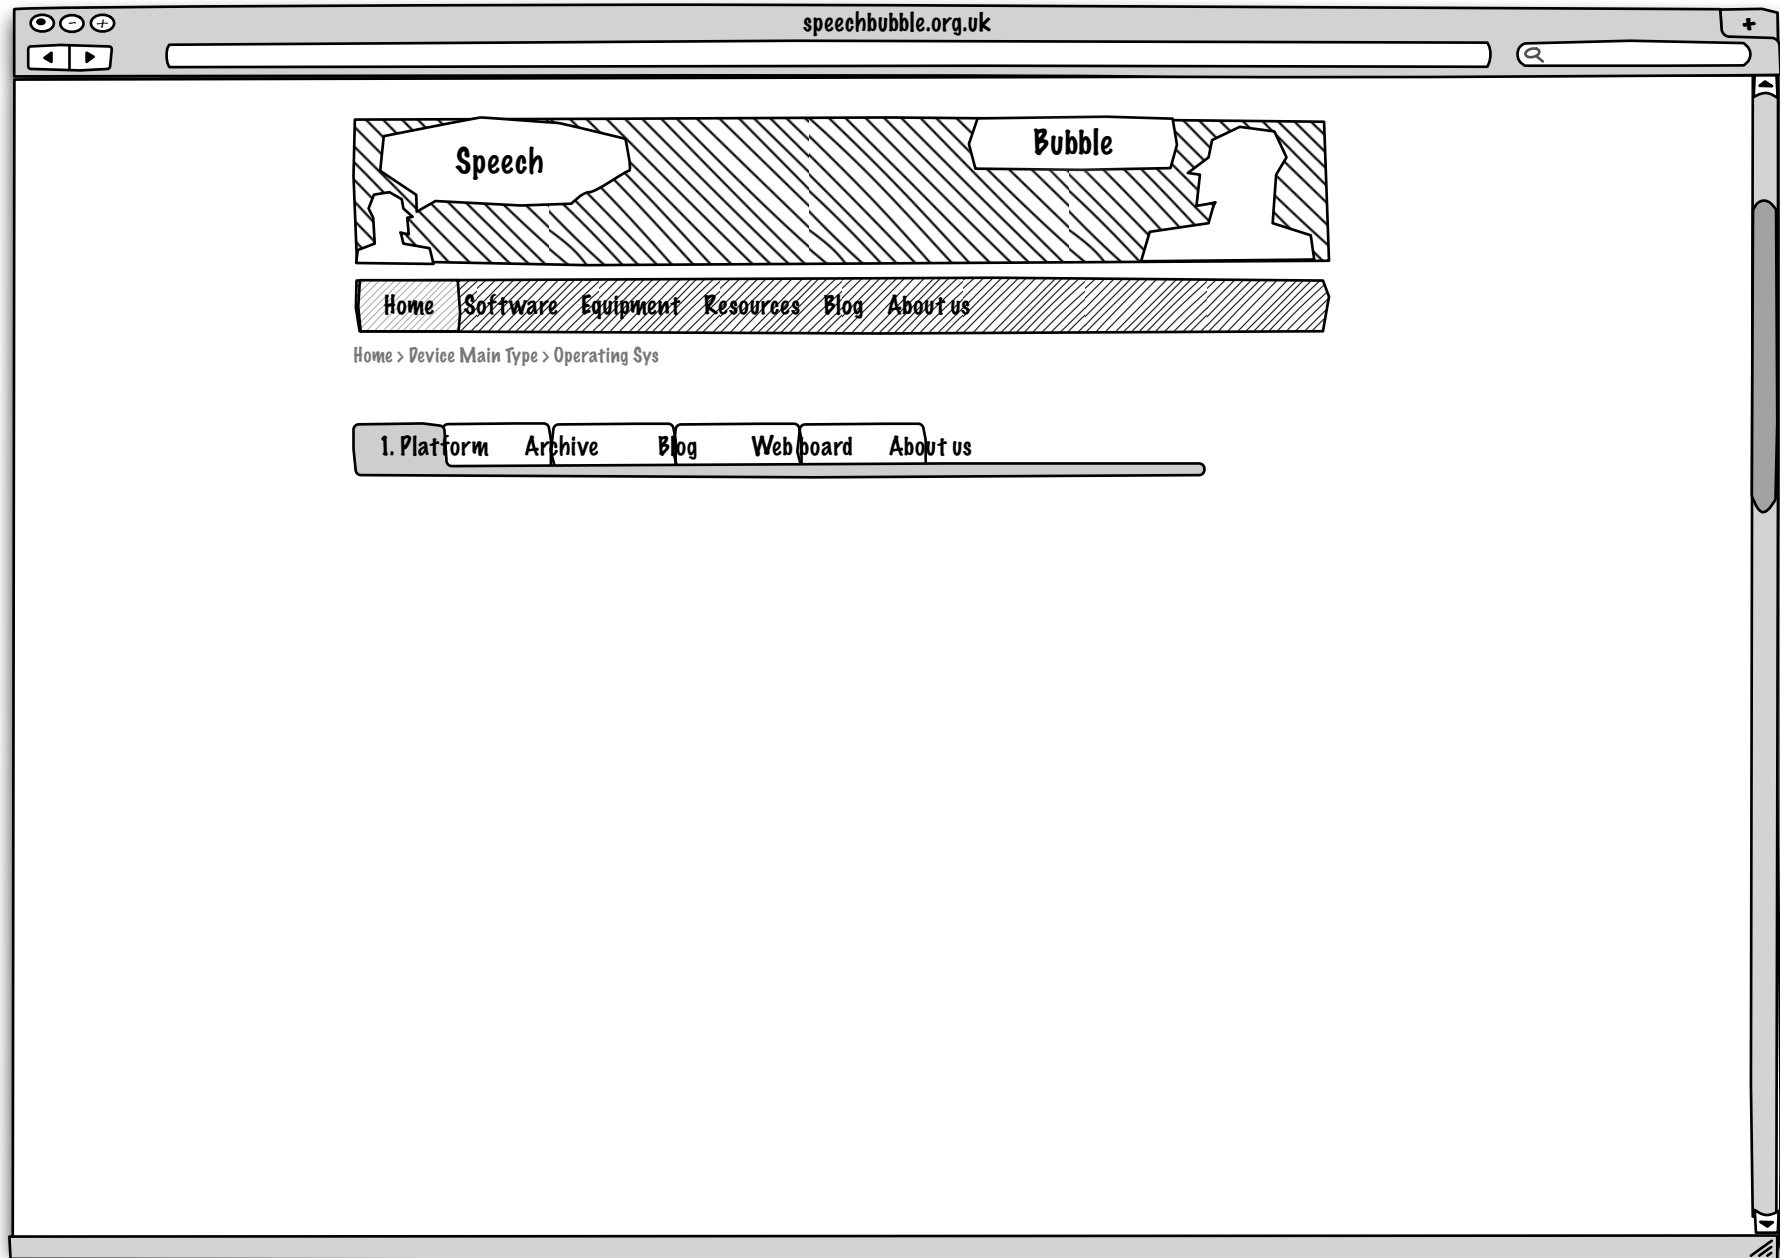 speechbubble.org.uk
Speech
Bubble
Home Software Equipment Resources Blog About us
Home > Device Main Type > Operating Sys
1. Platform Archive Blog Web board About us